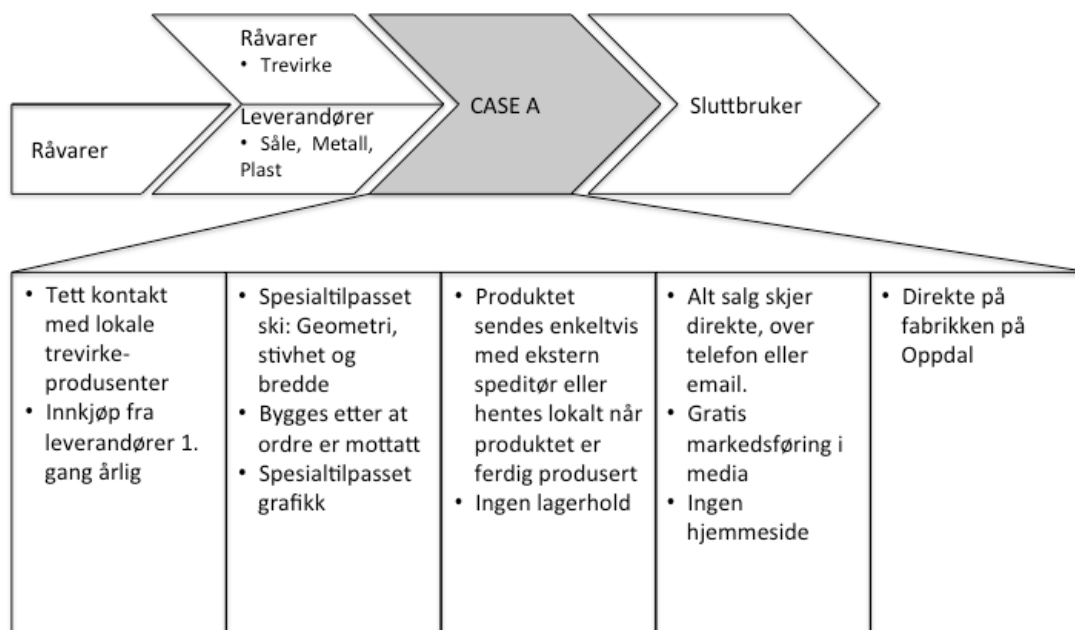 Råvarer
• Trevirke
Råvarer
Leverandører
• Såle, Metall,
Plast
CASE A
Sluttbruker
• Tett kontakt
med lokale
trevirke-
produsenter
• Innkjøp fra
leverandører 1.
gang årlig
• Spesialtilpasset
ski: Geometri,
stivhet og
bredde
• Bygges etter at
ordre er mottatt
• Spesialtilpasset
grafikk
• Produktet
sendes enkeltvis
med ekstern
speditør eller
hentes lokalt når
produktet er
ferdig produsert
• Ingen lagerhold
• Alt salg skjer
direkte, over
telefon eller
email.
• Gratis
markedsføring i
media
• Ingen
hjemmeside
• Direkte på
fabrikken på
Oppdal